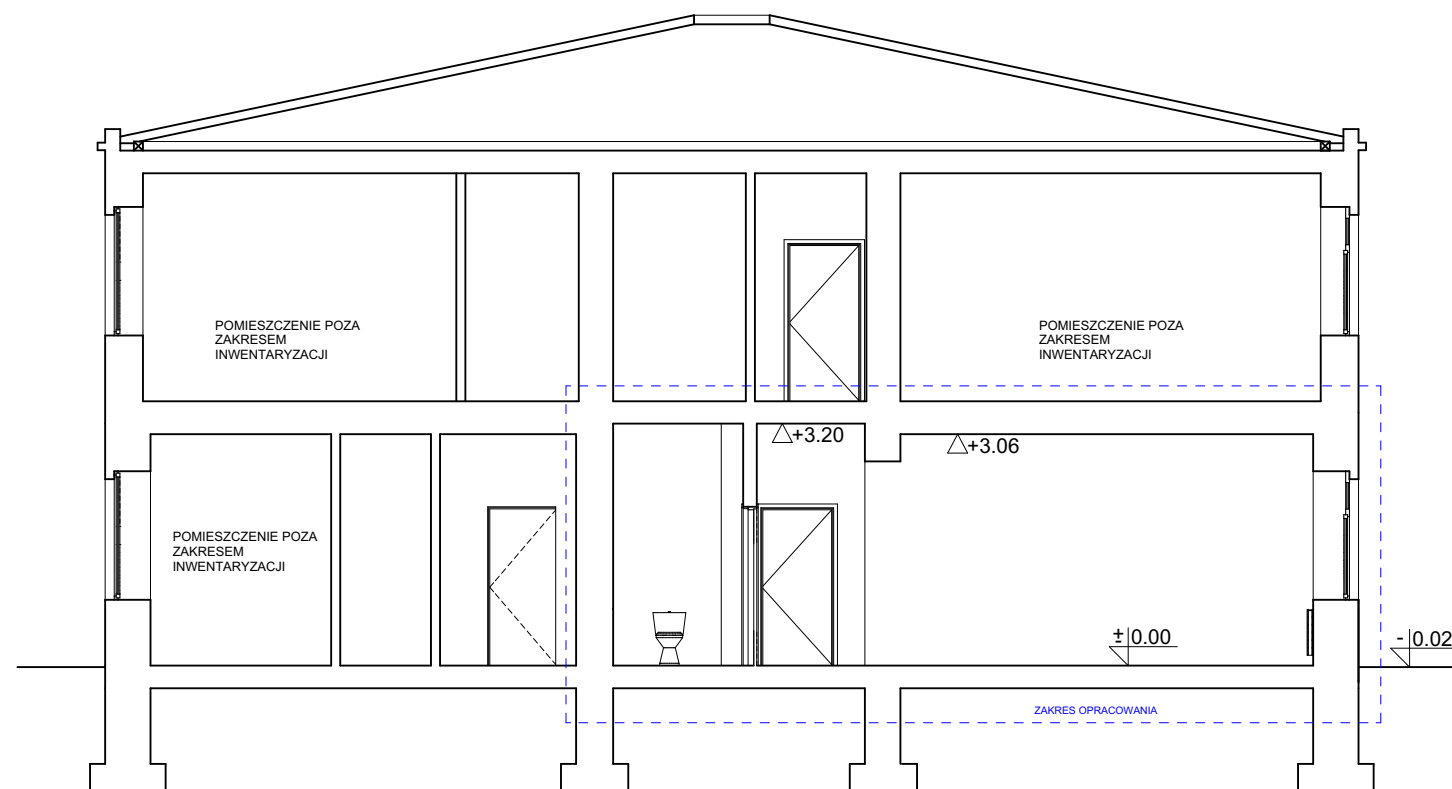 POMIESZCZENIE POZA
ZAKRESEM
INWENTARYZACJI
POMIESZCZENIE POZA
ZAKRESEM
INWENTARYZACJI
+3.20
+3.06
POMIESZCZENIE POZA
ZAKRESEM
INWENTARYZACJI
±0.00
-0.02
ZAKRES OPRACOWANIA